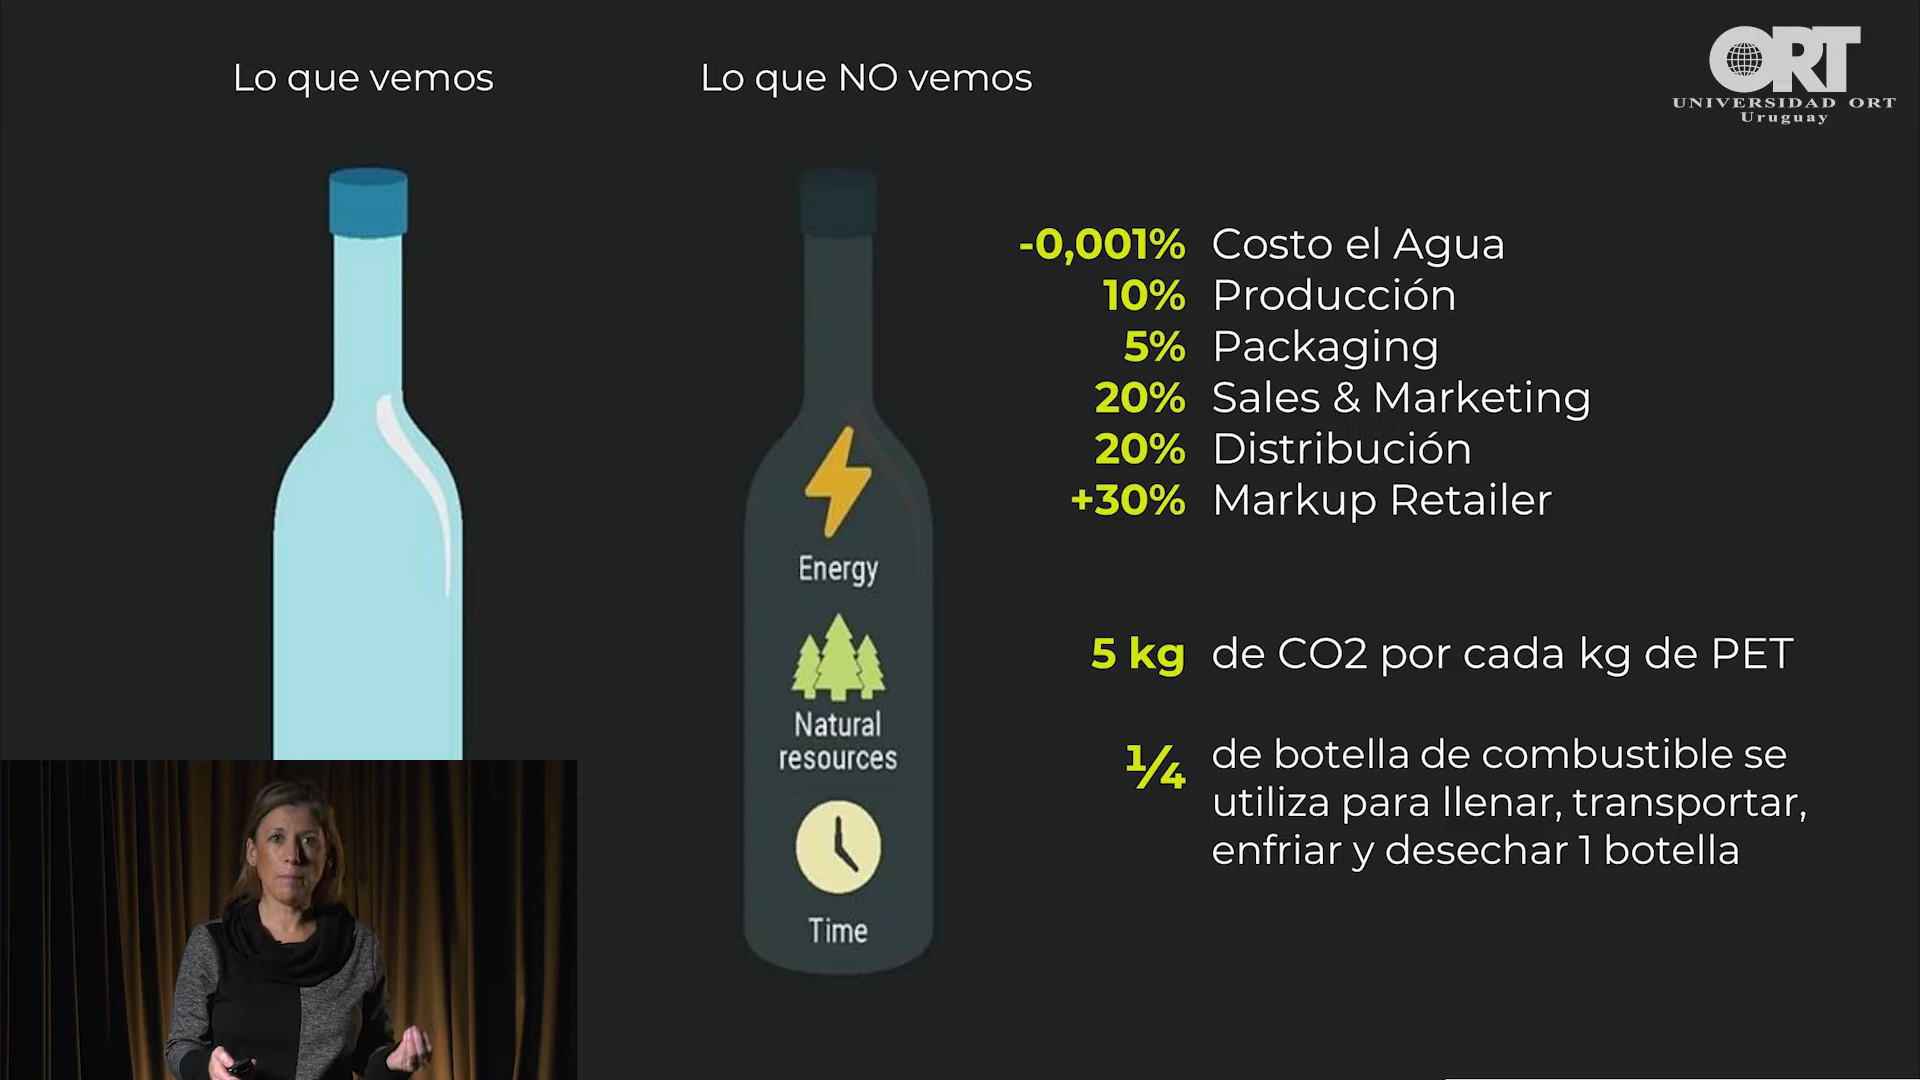 Lo que vemos
Lo que NO vemos
ORT
UNIVERSIDAD ORT
Uruguay
-0,001% Costo el Agua
10% Producción
5% Packaging
20% Sales & Marketing
20% Distribución
+30% Markup Retailer
Energy
Natural
resources
Time
5 kg de CO2 por cada kg de PET
¼ de botella de combustible se
utiliza para llenar, transportar,
enfriar y desechar 1 botella